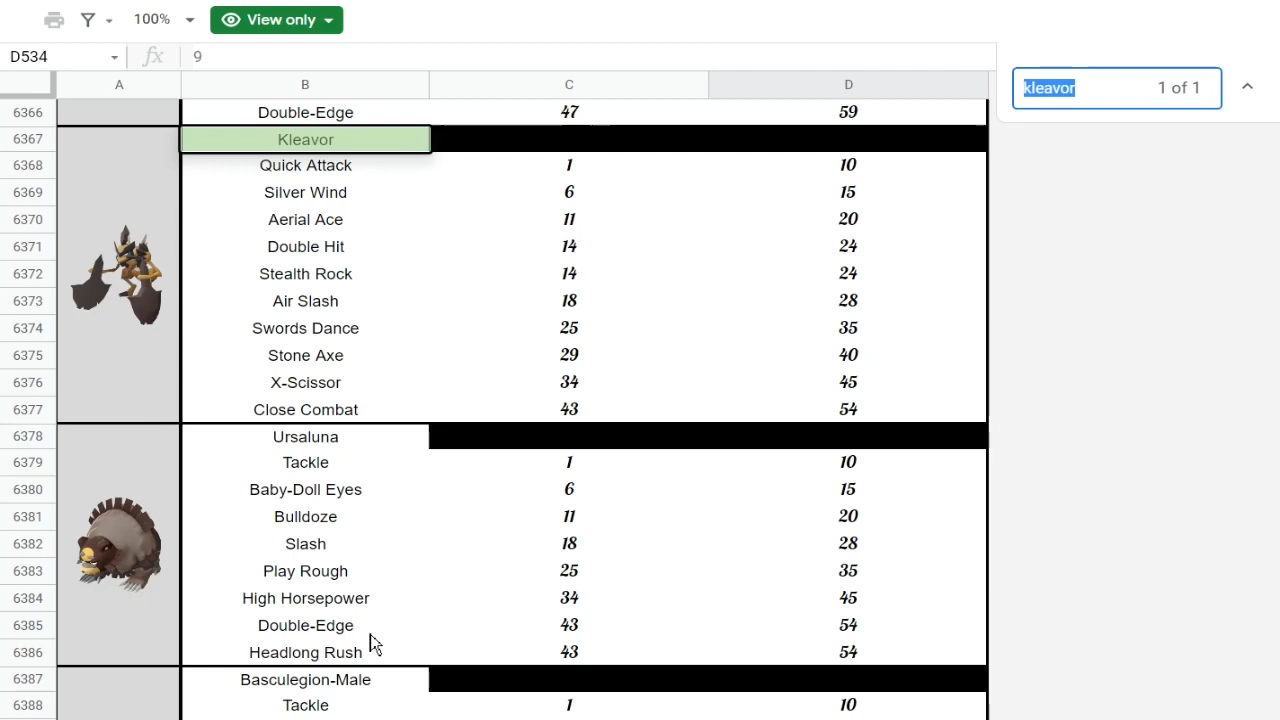 100% View only
D534 fx 9
kleavor 1 of 1
A B C D
6366 Double-Edge 47 59
6367 Kleavor
6368 Quick Attack 1 10
6369 Silver Wind 6 15
6370 Aerial Ace 11 20
6371 Double Hit 14 24
6372 Stealth Rock 14 24
6373 Air Slash 18 28
6374 Swords Dance 25 35
6375 Stone Axe 29 40
6376 X-Scissor 34 45
6377 Close Combat 43 54
6378 Ursaluna
6379 Tackle 1 10
6380 Baby-Doll Eyes 6 15
6381 Bulldoze 11 20
6382 Slash 18 28
6383 Play Rough 25 35
6384 High Horsepower 34 45
6385 Double-Edge 43 54
6386 Headlong Rush 43 54
6387 Basculegion-Male
6388 Tackle 1 10